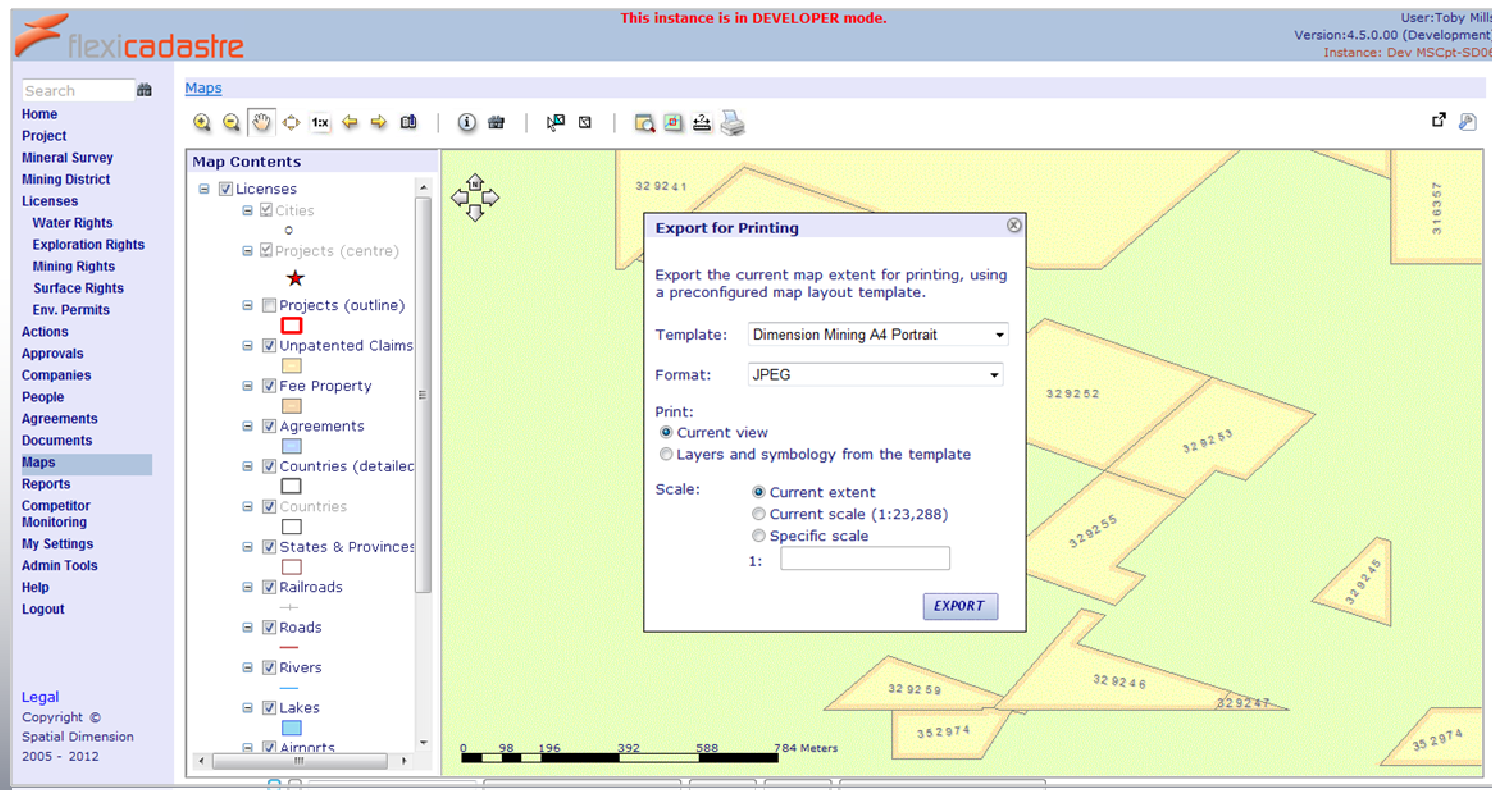 This instance is in DEVELOPER mode.
User:Toby Mills
Version:4.5.0.00 (Development)
Instance: Dev MSCpt-SD06
flexicadastre
Search
Home
Project
Mineral Survey
Mining District
Licenses
Water Rights
Exploration Rights
Mining Rights
Surface Rights
Env. Permits
Actions
Approvals
Companies
People
Agreements
Documents
Maps
Reports
Competitor
Monitoring
My Settings
Admin Tools
Help
Logout
Legal
Copyright ©
Spatial Dimension
2005 - 2012
Maps
1:x
Map Contents
Licenses
Cities
Projects (centre)
Projects (outline)
Unpatented Claims
Fee Property
Agreements
Countries (detailec
Countries
States & Provinces
Railroads
Roads
Rivers
Lakes
Airports
N
329241
316357
Export for Printing
Export the current map extent for printing, using
a preconfigured map layout template.
Template: Dimension Mining A4 Portrait
Format: JPEG
Print:
Current view
Layers and symbology from the template
Scale: Current extent
Current scale (1:23,288)
Specific scale
1:
EXPORT
329252
329253
329255
329245
329259
329246
329247
352974
352974
0 98 196 392 588 784 Meters